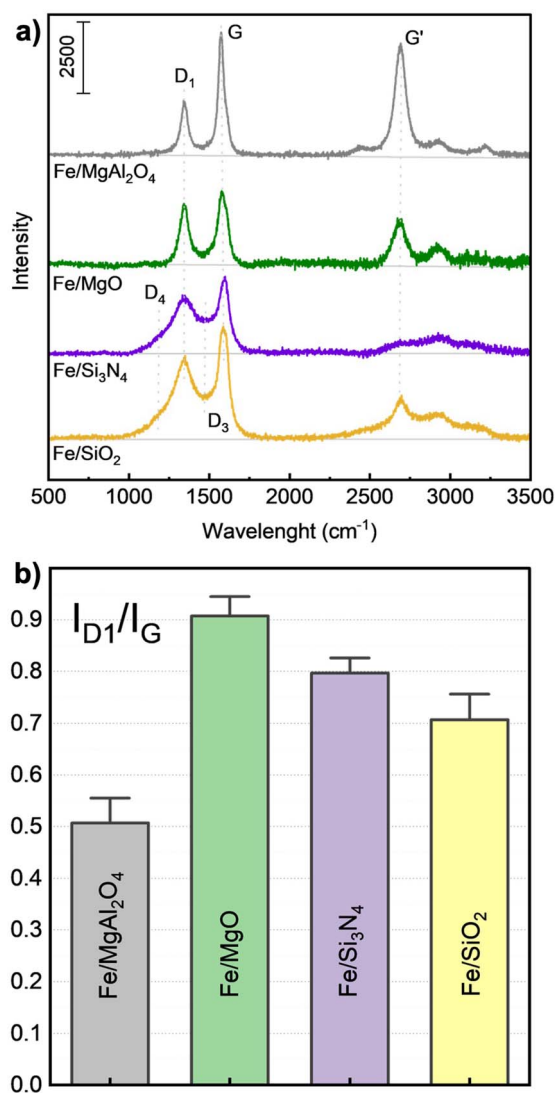 a)
2500
D₁
G
G'
Fe/MgAl₂O₄
Fe/MgO
D₄
Fe/Si₃N₄
D₃
Fe/SiO₂
Intensity
500 1000 1500 2000 2500 3000 3500
Wavelenght (cm⁻¹)
b)
I_D1/I_G
0.9
0.8
0.7
0.6
0.5
0.4
0.3
0.2
0.1
0.0
Fe/MgAl₂O₄
Fe/MgO
Fe/Si₃N₄
Fe/SiO₂